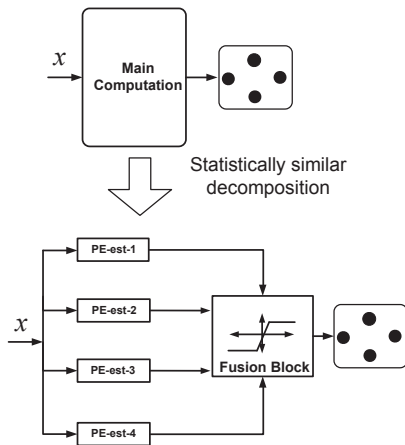 x
Main
Computation
Statistically similar
decomposition
PE-est-1
PE-est-2
x
PE-est-3
Fusion Block
PE-est-4